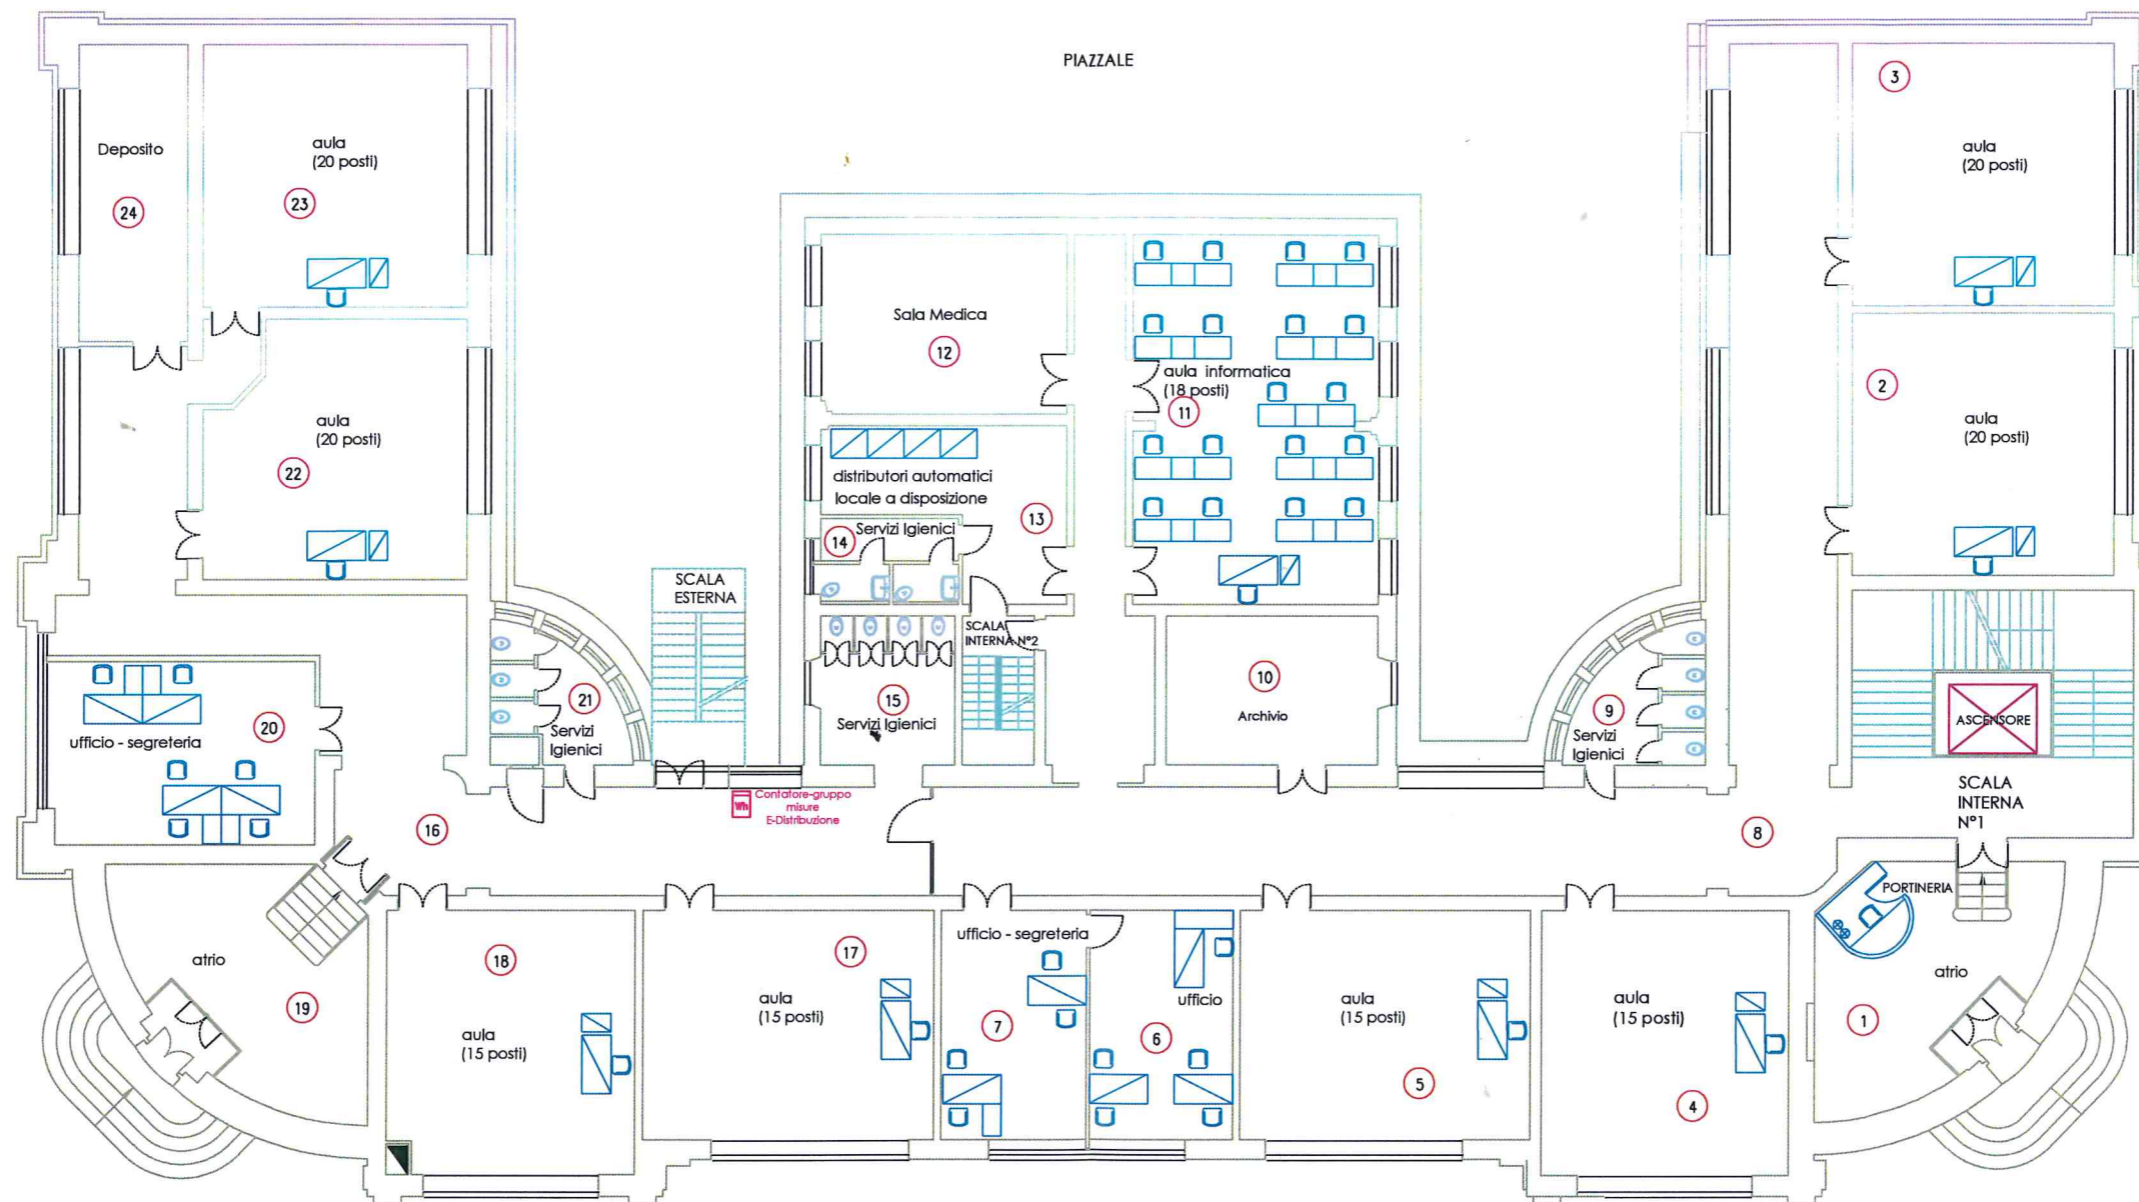 PIAZZALE
3
aula
(20 posti)
Deposito
24
aula
(20 posti)
23
Sala Medica
12
aula informatica
(18 posti)
11
2
aula
(20 posti)
aula
(20 posti)
22
distributori automatici
locale a disposizione
13
14
Servizi Igienici
SCALA
ESTERNA
SCALA
INTERNA N°2
20
ufficio - segreteria
21
Servizi
Igienici
15
Servizi Igienici
10
Archivio
9
Servizi
Igienici
ASCENSORE
SCALA
INTERNA
N°1
Wh
Contatore-gruppo
misure
E-Distribuzione
16
8
PORTINERIA
atrio
19
18
aula
(15 posti)
17
aula
(15 posti)
ufficio - segreteria
7
ufficio
6
aula
(15 posti)
5
aula
(15 posti)
4
atrio
1